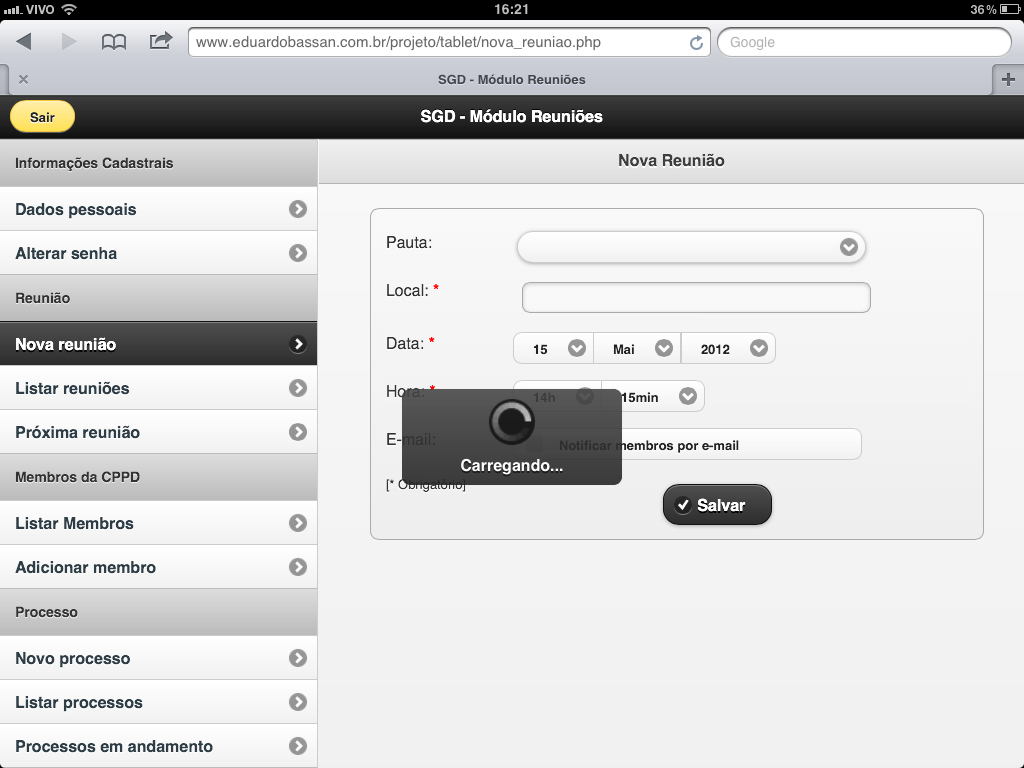 VIVO 16:21 36%
www.eduardobassan.com.br/projeto/tablet/nova_reuniao.php Google
SGD - Módulo Reuniões
Sair SGD - Módulo Reuniões
Informações Cadastrais
Dados pessoais
Alterar senha
Reunião
Nova reunião
Listar reuniões
Próxima reunião
Membros da CPPD
Listar Membros
Adicionar membro
Processo
Novo processo
Listar processos
Processos em andamento
Nova Reunião
Pauta:
Local: *
Data: * 15 Mai 2012
Hora: * 14h 15min
E-mail: Notificar membros por e-mail
Carregando...
[* Obrigatório]
Salvar